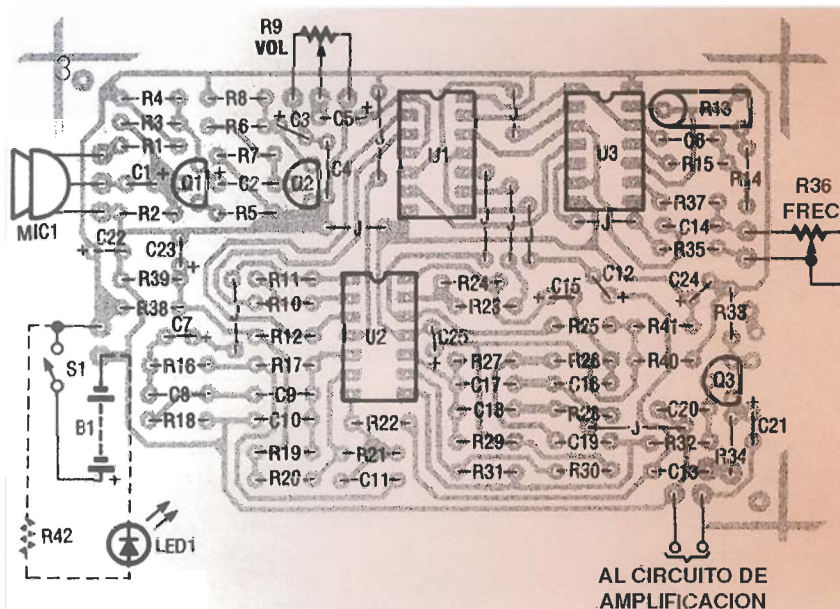 R9
VOL
R4
R8
C3
C5
J
J
R13
R3
R6
C6
R1
R7
C4
U1
U3
R15
R14
C1
Q1
C2
Q2
R37
R36
FREC
R2
R5
C14
MIC1
J
J
J
J
R35
C22
C23
R39
R11
R24
C15
C12
C24
R38
R10
R23
R33
C7
J
R12
U2
C25
R25
R41
S1
R16
R17
R27
R26
R40
C8
C9
C17
C16
Q3
B1
R18
C10
R22
C18
R28
C20
C21
R19
R21
R29
C19
J
R32
R34
R20
C11
R31
R30
C13
R42
LED1
AL CIRCUITO DE
AMPLIFICACION